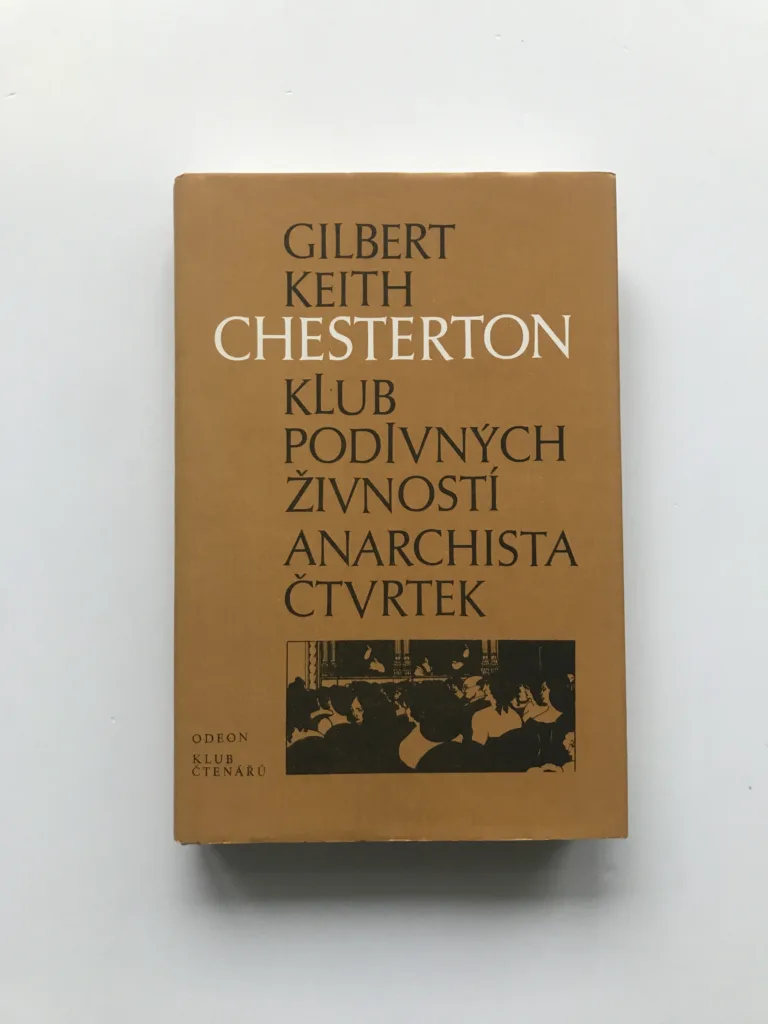 GILBERT
KEITH
CHESTERTON
KLUB
PODIVNÝCH
ŽIVNOSTÍ
ANARCHISTA
ČTVRTEK
ODEON
KLUB
ČTENÁŘŮ